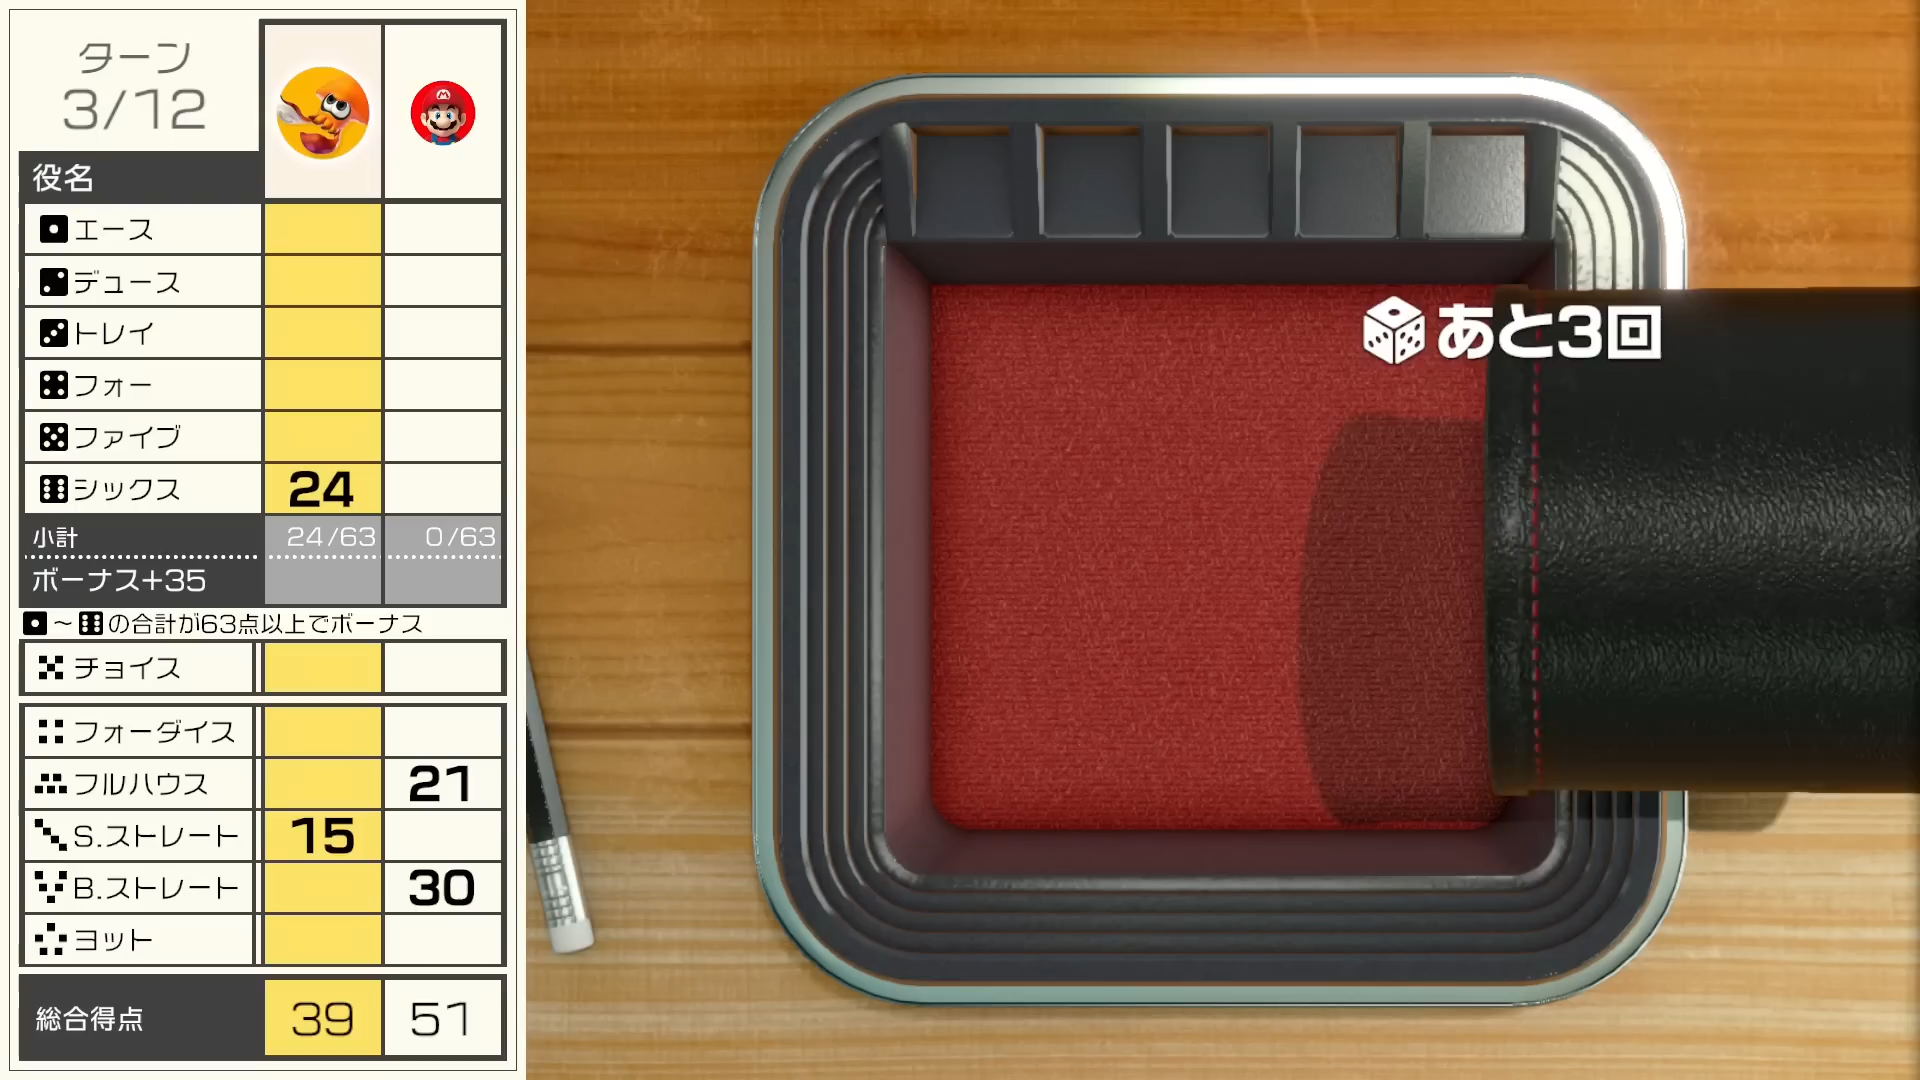 ターン
3/12
役名
エース
デュース
トレイ
フォー
ファイブ
シックス 24
小計 24/63 0/63
ボーナス+35
~の合計が63点以上でボーナス
チョイス
フォーダイス
フルハウス 21
S.ストレート 15
B.ストレート 30
ヨット
総合得点 39 51
あと3回